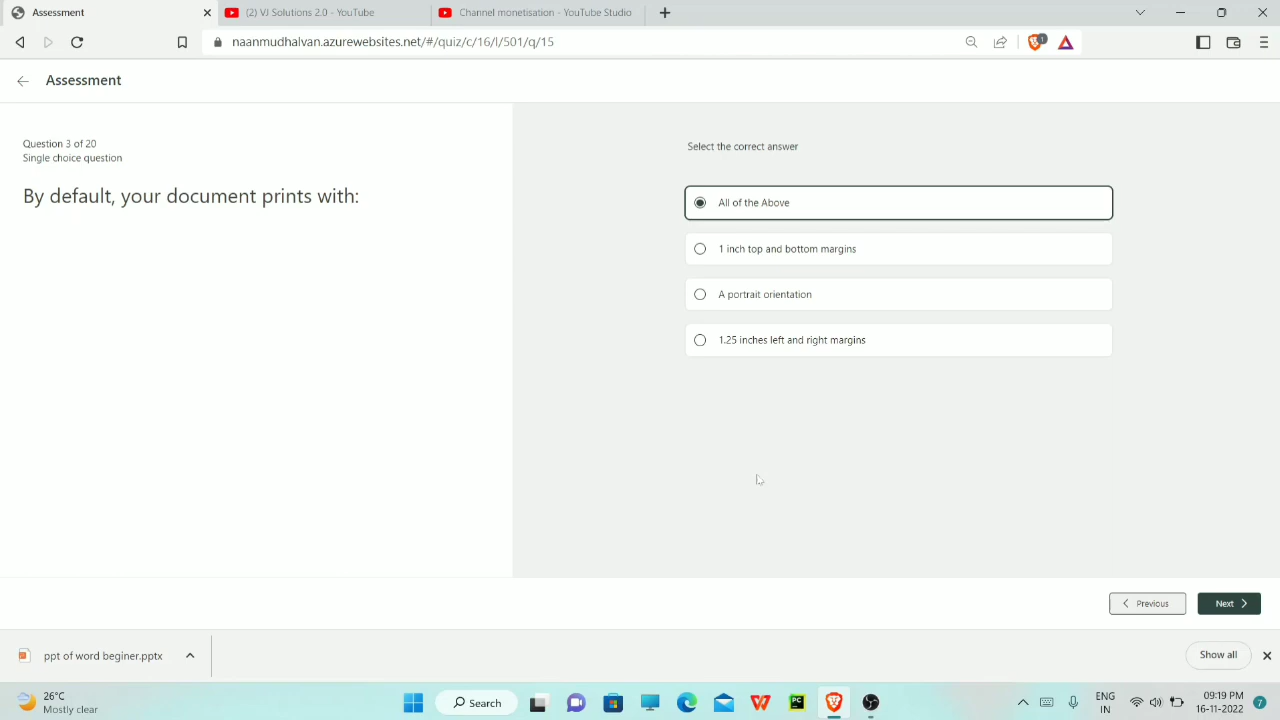 Assessment
(2) VJ Solutions 2.0 - YouTube
Channel monetisation - YouTube Studio
naanmudhalvan.azurewebsites.net/#/quiz/c/16/l/501/q/15
1
Assessment
Question 3 of 20
Single choice question
By default, your document prints with:
Select the correct answer
All of the Above
1 inch top and bottom margins
A portrait orientation
1.25 inches left and right margins
Previous
Next
ppt of word beginer.pptx
Show all
26°C
Mostly clear
Search
PC
ENG
IN
09:19 PM
16-11-2022
7